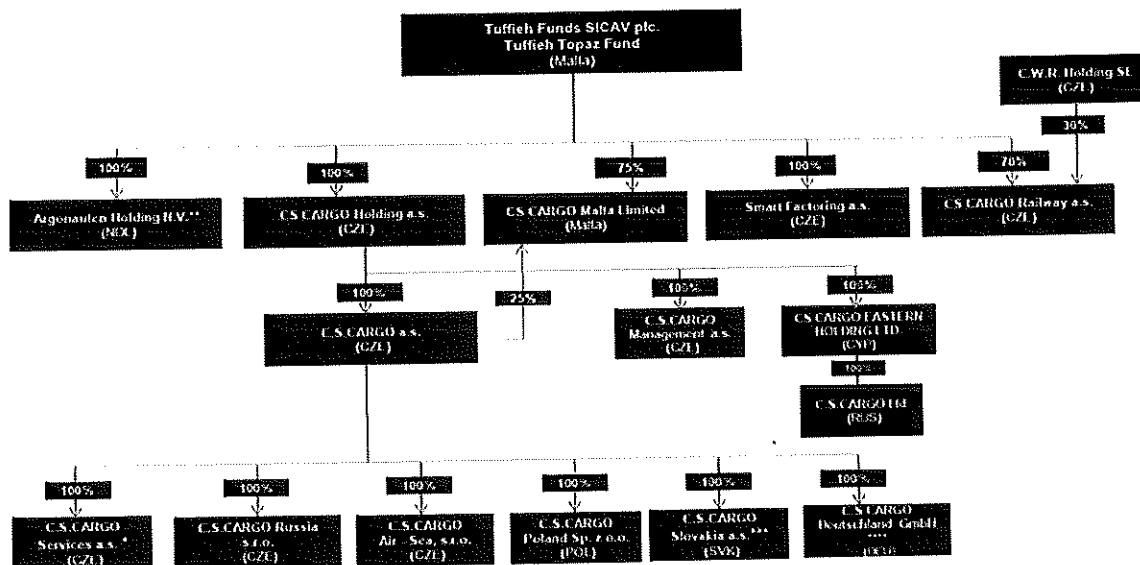 Tuffieh Funds SICAV plc.
Tuffieh Topaz Fund
(Malta)
C.W.R. Holding SE
(CZE)
30%
100%
100%
75%
100%
70%
Argonauten Holding N.V.**
(NDL)
CS CARGO Holding a.s.
(CZE)
CS CARGO Malta Limited
(Malta)
Smart Factoring a.s.
(CZE)
CS CARGO Railway a.s.
(CZE)
100%
25%
100%
100%
C.S.CARGO a.s.
(CZE)
C.S.CARGO
Management a.s.
(CZE)
CS CARGO EASTERN
HOLDING LTD.
(CYP)
100%
C.S.CARGO
(RUS)
100%
100%
100%
100%
100%
100%
C.S.CARGO
Services a.s. *
(CZE)
C.S.CARGO Russia
s.r.o.
(CZE)
C.S.CARGO
Air - Sea, s.r.o.
(CZE)
C.S.CARGO
Poland Sp. z o.o.
(POL)
C.S.CARGO
Slovakia a.s.***
(SVK)
C.S.CARGO
Deutschland GmbH
****
(DEU)